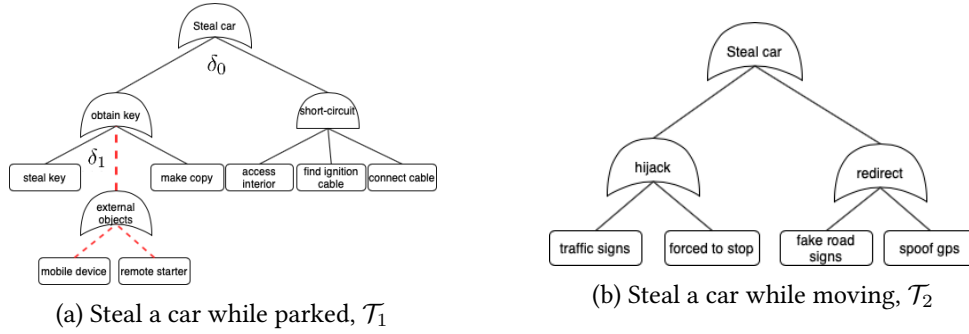 Steal car
δ0
obtain key
short-circuit
δ1
steal key
make copy
access
interior
find ignition
cable
connect cable
external
objects
mobile device
remote starter
(a) Steal a car while parked, 𝒯1
Steal car
hijack
redirect
traffic signs
forced to stop
fake road
signs
spoof gps
(b) Steal a car while moving, 𝒯2